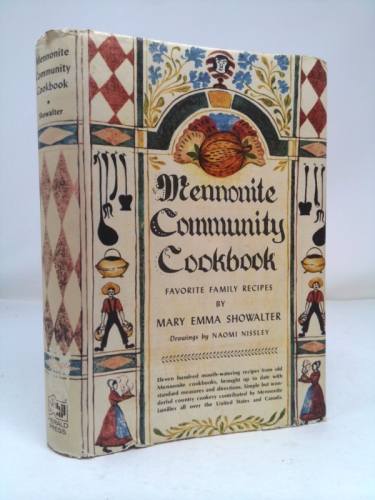 Mennonite
Community
Cookbook
Showalter
HERALD
PRESS
Mennonite
Community
Cookbook
FAVORITE FAMILY RECIPES
BY
MARY EMMA SHOWALTER
Drawings by NAOMI NISSLEY
Eleven hundred mouth-watering recipes from old
Mennonite cookbooks, brought up to date with
standard measures and directions. Simple but won-
derful country cookery contributed by Mennonite
families all over the United States and Canada.